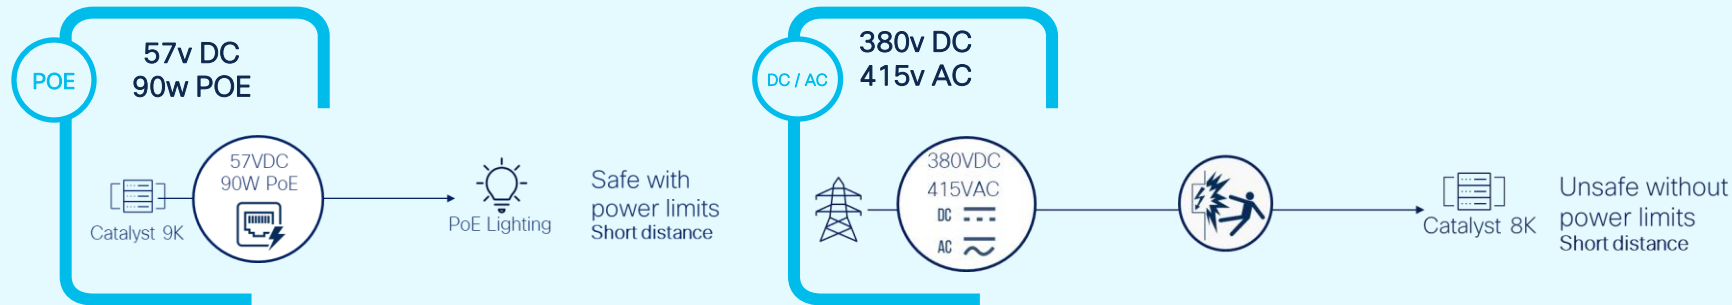 POE
57v DC
90w POE
57VDC
90W PoE
Catalyst 9K
PoE Lighting
Safe with
power limits
Short distance
DC / AC
380v DC
415v AC
380VDC
415VAC
DC
AC
Catalyst 8K
Unsafe without
power limits
Short distance